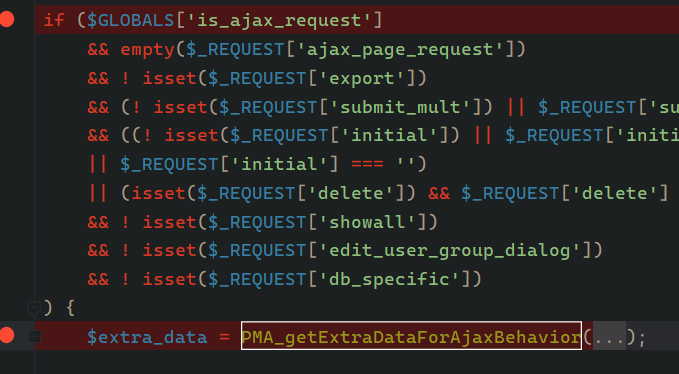 if ($GLOBALS['is_ajax_request']
&& empty($_REQUEST['ajax_page_request'])
&& ! isset($_REQUEST['export'])
&& (! isset($_REQUEST['submit_mult']) || $_REQUEST['su
&& ((! isset($_REQUEST['initial']) || $_REQUEST['initi
|| $_REQUEST['initial'] === '')
|| (isset($_REQUEST['delete']) && $_REQUEST['delete']
&& ! isset($_REQUEST['showall'])
&& ! isset($_REQUEST['edit_user_group_dialog'])
&& ! isset($_REQUEST['db_specific'])
) {
$extra_data = PMA_getExtraDataForAjaxBehavior(...);